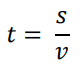 t = s/v